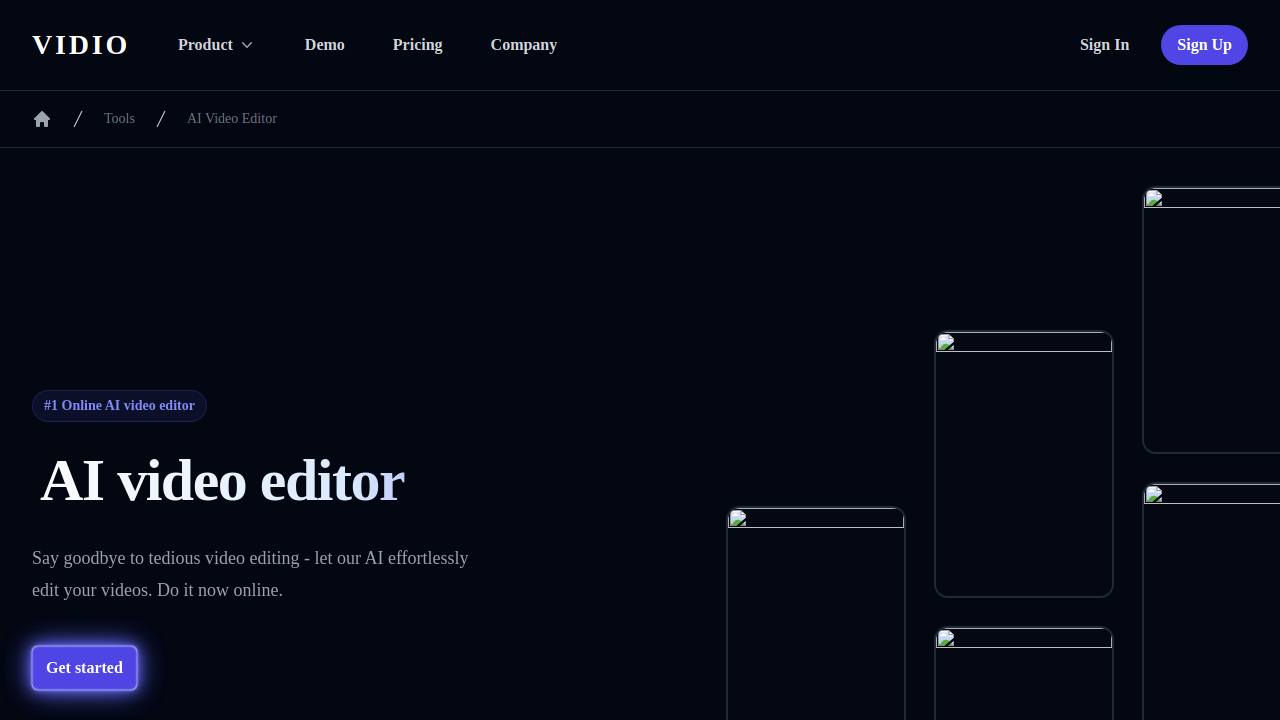 VIDIO
Product
Demo
Pricing
Company
Sign In
Sign Up
/
Tools
/
AI Video Editor
#1 Online AI video editor
AI video editor
Say goodbye to tedious video editing - let our AI effortlessly
edit your videos. Do it now online.
Get started